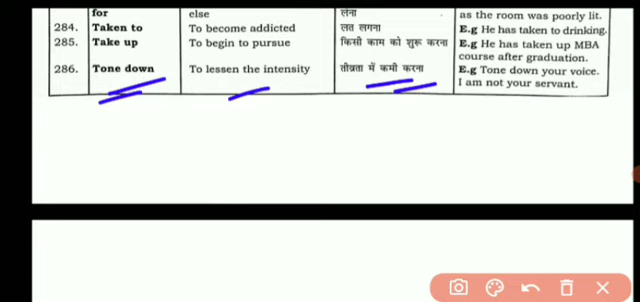 for else लेना as the room was poorly lit.
284. Taken to To become addicted लत लगना E.g He has taken to drinking.
285. Take up To begin to pursue किसी काम को शुरू करना E.g He has taken up MBA
course after graduation.
286. Tone down To lessen the intensity तीव्रता में कमी करना E.g Tone down your voice.
I am not your servant.